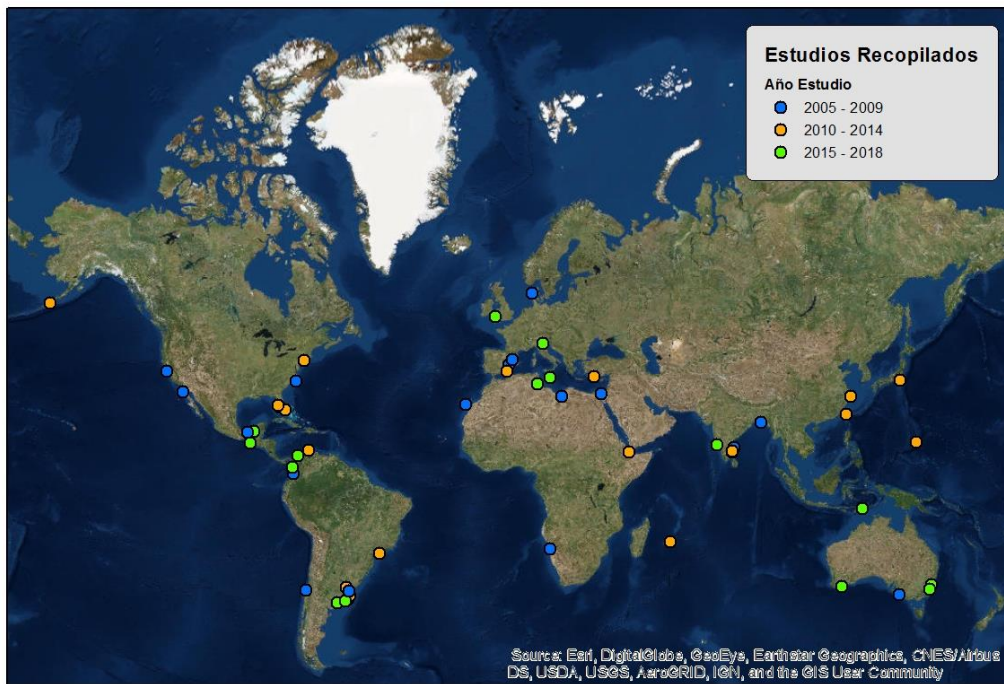 Estudios Recopilados
Año Estudio
2005 - 2009
2010 - 2014
2015 - 2018
Source: Esri, DigitalGlobe, GeoEye, Earthstar Geographics, CNES/Airbus
DS, USDA, USGS, AeroGRID, IGN, and the GIS User Community